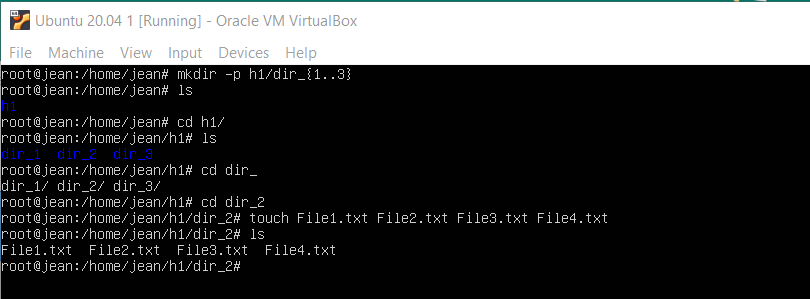 Ubuntu 20.04 1 [Running] - Oracle VM VirtualBox
File Machine View Input Devices Help
root@jean:/home/jean# mkdir -p h1/dir_{1..3}
root@jean:/home/jean# ls
h1
root@jean:/home/jean# cd h1/
root@jean:/home/jean/h1# ls
dir_1 dir_2 dir_3
root@jean:/home/jean/h1# cd dir_
dir_1/ dir_2/ dir_3/
root@jean:/home/jean/h1# cd dir_2
root@jean:/home/jean/h1/dir_2# touch File1.txt File2.txt File3.txt File4.txt
root@jean:/home/jean/h1/dir_2# ls
File1.txt  File2.txt  File3.txt  File4.txt
root@jean:/home/jean/h1/dir_2#